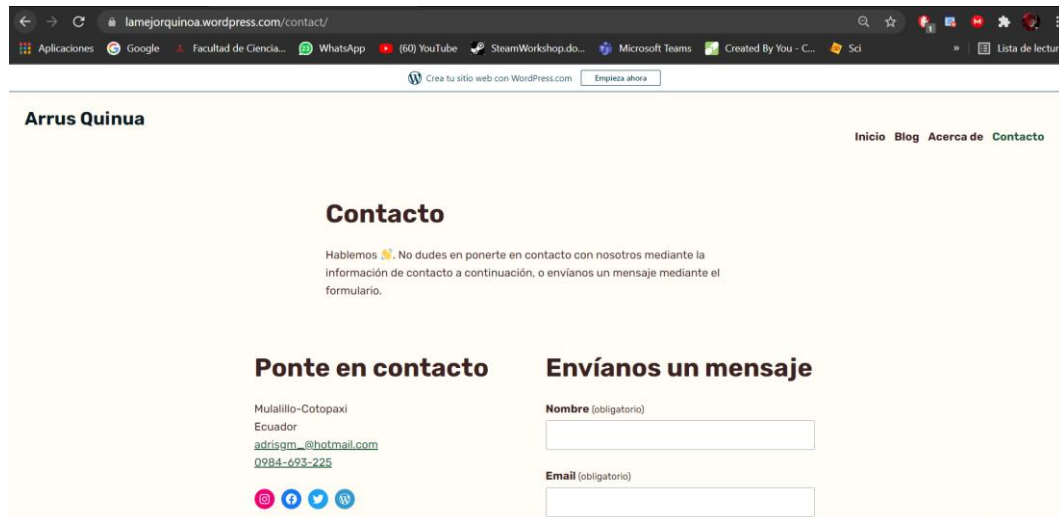 lamejorquinoa.wordpress.com/contact/
Aplicaciones Google Facultad de Ciencia... WhatsApp (60) YouTube SteamWorkshop.do... Microsoft Teams Created By You - C... Sci » Lista de lectur
Crea tu sitio web con WordPress.com Empieza ahora
Arrus Quinua
Inicio Blog Acerca de Contacto
Contacto
Hablemos 👋. No dudes en ponerte en contacto con nosotros mediante la
información de contacto a continuación, o envíanos un mensaje mediante el
formulario.
Ponte en contacto
Mulalillo-Cotopaxi
Ecuador
adrisgm_@hotmail.com
0984-693-225
Envíanos un mensaje
Nombre (obligatorio)
Email (obligatorio)